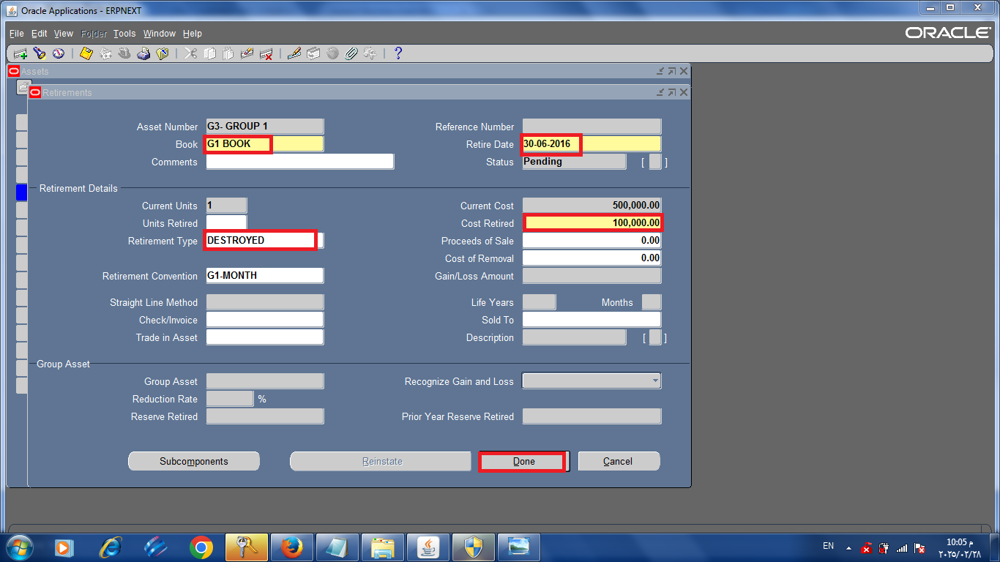 Oracle Applications - ERPNEXT
File Edit View Folder Tools Window Help
ORACLE
Assets
Retirements
Asset Number G3- GROUP 1 Reference Number
Book G1 BOOK Retire Date 30-06-2016
Comments Status Pending [ ]
Retirement Details
Current Units 1 Current Cost 500,000.00
Units Retired Cost Retired 100,000.00
Retirement Type DESTROYED Proceeds of Sale 0.00
Cost of Removal 0.00
Retirement Convention G1-MONTH Gain/Loss Amount
Straight Line Method Life Years Months
Check/Invoice Sold To
Trade in Asset Description [ ]
Group Asset
Group Asset Recognize Gain and Loss
Reduction Rate %
Reserve Retired Prior Year Reserve Retired
Subcomponents Reinstate Done Cancel
EN 10:05 م
٢٠٢٥/٠٢/٢٨